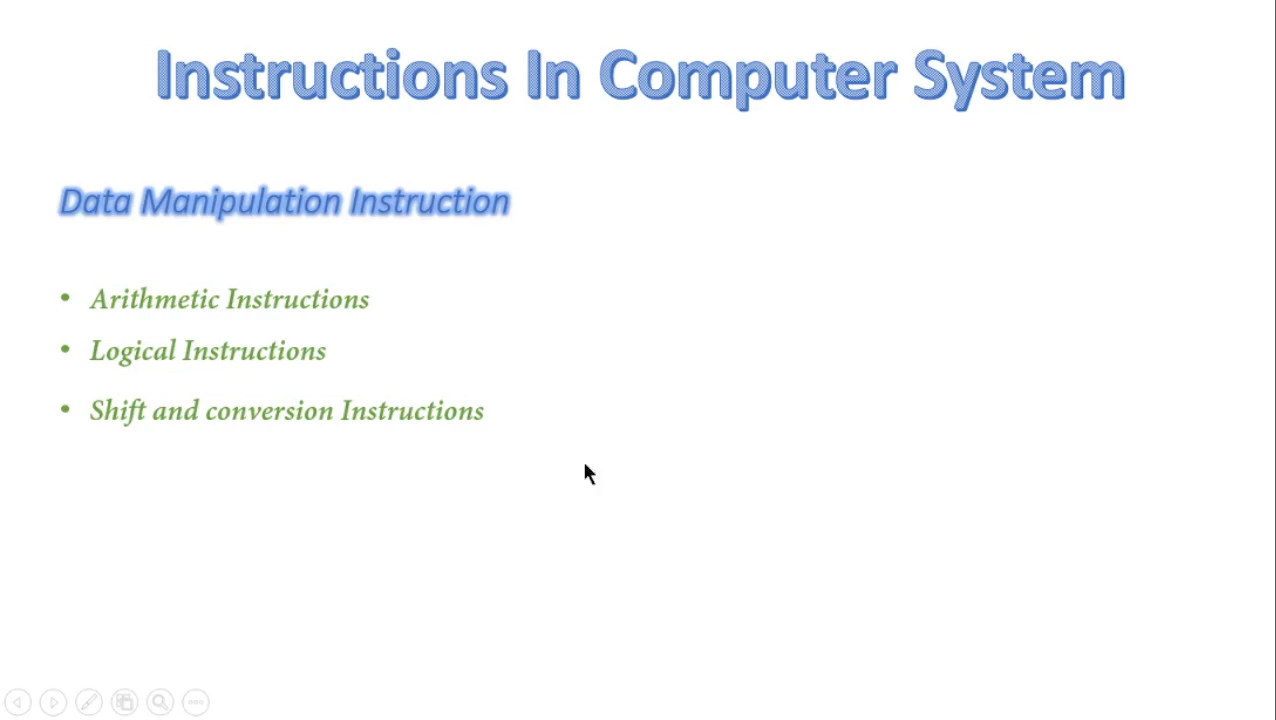 Instructions In Computer System
Data Manipulation Instruction
• Arithmetic Instructions
• Logical Instructions
• Shift and conversion Instructions